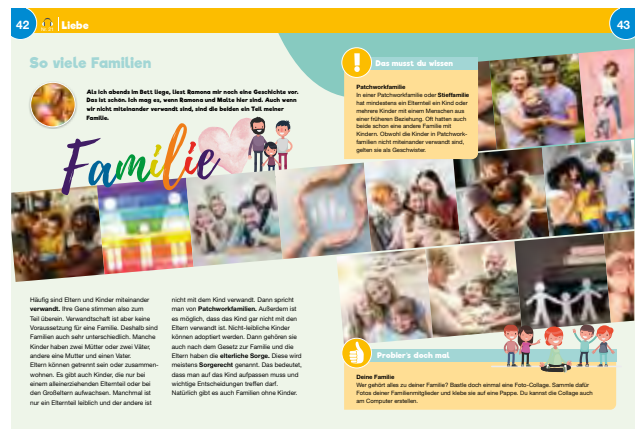 42
Liebe
43
So viele Familien
Als ich abends im Bett liege, liest Ramona mir noch eine Geschichte vor.
Das ist schön. Ich mag es, wenn Ramona und Malte hier sind. Auch wenn
wir nicht miteinander verwandt sind, sind die beiden ein Teil meiner
Familie.
Familie
Häufig sind Eltern und Kinder miteinander
verwandt. Ihre Gene stimmen also zum
Teil überein. Verwandtschaft ist aber keine
Voraussetzung für eine Familie. Deshalb sind
Familien auch sehr unterschiedlich. Manche
Kinder haben zwei Mütter oder zwei Väter,
andere eine Mutter und einen Vater.
Eltern können getrennt sein oder zusammen-
wohnen. Es gibt auch Kinder, die nur bei
einem alleinerziehenden Elternteil oder bei
den Großeltern aufwachsen. Manchmal ist
nur ein Elternteil leiblich und der andere ist
nicht mit dem Kind verwandt. Dann spricht
man von Patchworkfamilien. Außerdem ist
es möglich, dass das Kind gar nicht mit den
Eltern verwandt ist. Nicht-leibliche Kinder
können adoptiert werden. Dann gehören sie
auch nach dem Gesetz zur Familie und die
Eltern haben die elterliche Sorge. Diese wird
meistens Sorgerecht genannt. Das bedeutet,
dass man auf das Kind aufpassen muss und
wichtige Entscheidungen treffen darf.
Natürlich gibt es auch Familien ohne Kinder.
Das musst du wissen
Patchworkfamilie
In einer Patchworkfamilie oder Stieffamilie
hat mindestens ein Elternteil ein Kind oder
mehrere Kinder mit einem Menschen aus
einer früheren Beziehung. Oft hatten auch
beide schon eine andere Familie mit
Kindern. Obwohl die Kinder in Patchwork-
familien nicht miteinander verwandt sind,
gelten sie als Geschwister.
Probier's doch mal
Deine Familie
Wer gehört alles zu deiner Familie? Bastle doch einmal eine Foto-Collage. Sammle dafür
Fotos deiner Familienmitglieder und klebe sie auf eine Pappe. Du kannst die Collage auch
am Computer erstellen.